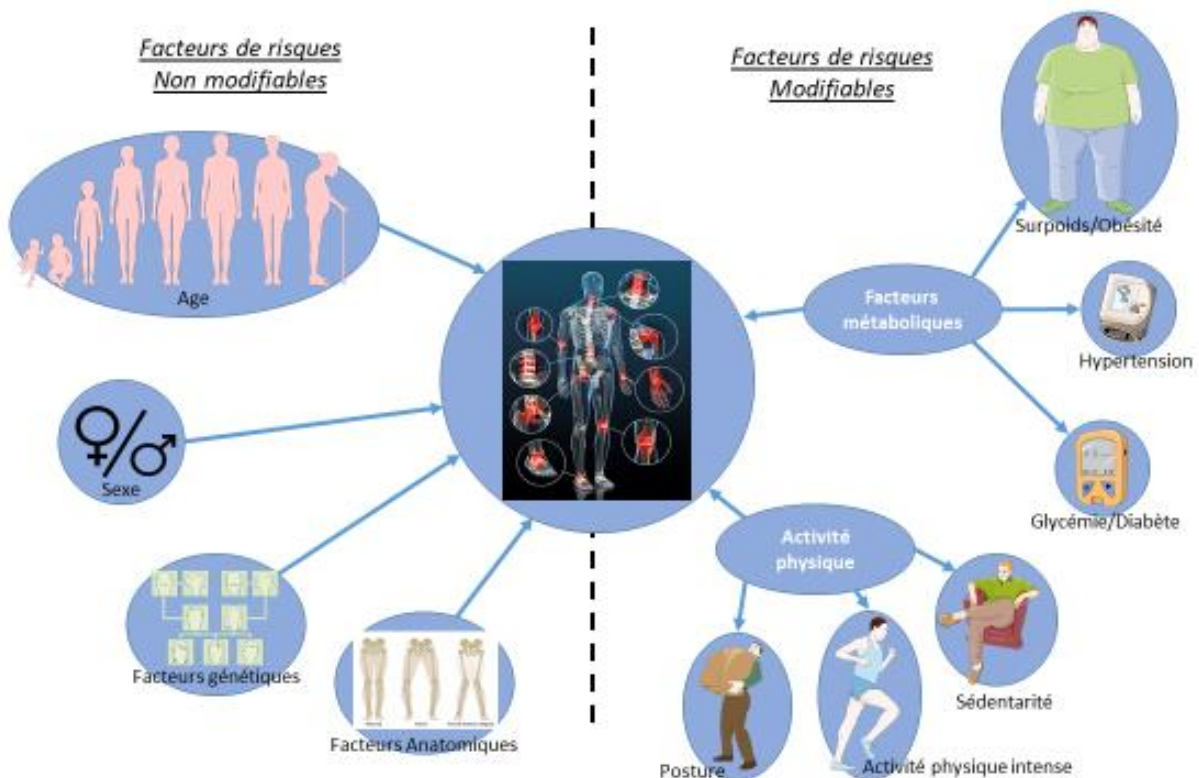 Facteurs de risques
Non modifiables
Facteurs de risques
Modifiables
Age
Surpoids/Obésité
Facteurs
métaboliques
Hypertension
Sexe
Glycémie/Diabète
Activité
physique
Facteurs génétiques
Sédentarité
Facteurs Anatomiques
Posture
Activité physique intense